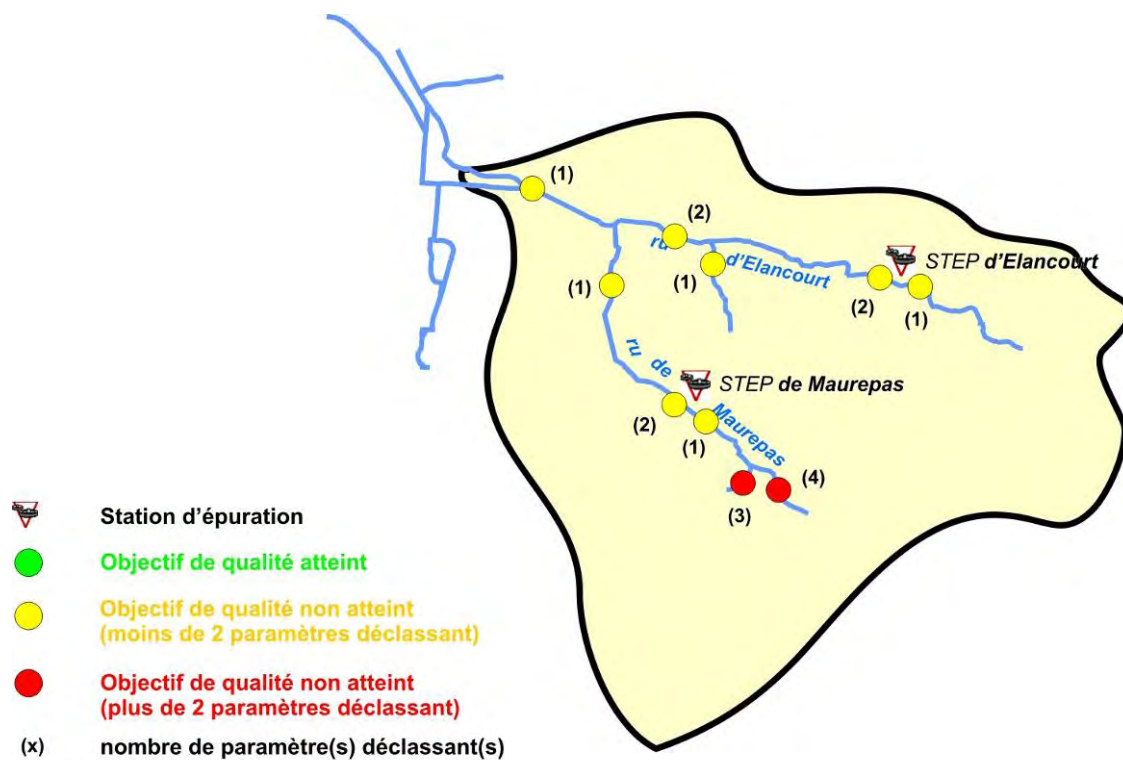 (1)
(2)
ru
d'Elancourt
(1)
(1)
STEP d'Elancourt
(2)
(1)
ru de
Maurepas
STEP de Maurepas
(2)
(1)
(4)
(3)
Station d'épuration
Objectif de qualité atteint
Objectif de qualité non atteint
(moins de 2 paramètres déclassant)
Objectif de qualité non atteint
(plus de 2 paramètres déclassant)
(x) nombre de paramètre(s) déclassant(s)